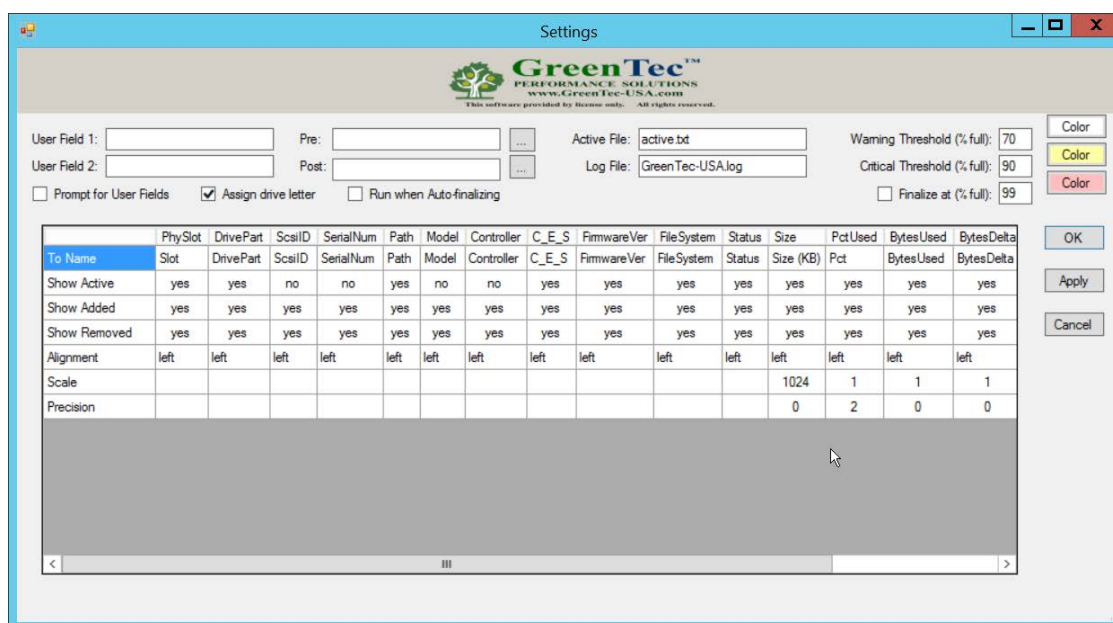 Settings
GreenTec™
PERFORMANCE SOLUTIONS
www.GreenTec-USA.com
This software provided by license only. All rights reserved.
User Field 1: Pre: ... Active File: active.txt Warning Threshold (% full): 70 Color
User Field 2: Post: ... Log File: GreenTec-USA.log Critical Threshold (% full): 90 Color
Prompt for User Fields Assign drive letter Run when Auto-finalizing Finalize at (% full): 99 Color
PhySlot DrivePart ScsiID SerialNum Path Model Controller C_E_S FirmwareVer FileSystem Status Size PctUsed BytesUsed BytesDelta OK
To Name Slot DrivePart ScsiID SerialNum Path Model Controller C_E_S FirmwareVer FileSystem Status Size (KB) Pct BytesUsed BytesDelta
Show Active yes yes no no yes no no yes yes yes yes yes yes yes yes Apply
Show Added yes yes yes yes yes yes yes yes yes yes yes yes yes yes yes
Show Removed yes yes yes yes yes yes yes yes yes yes yes yes yes yes yes Cancel
Alignment left left left left left left left left left left left left left left left
Scale 1024 1 1 1
Precision 0 2 0 0